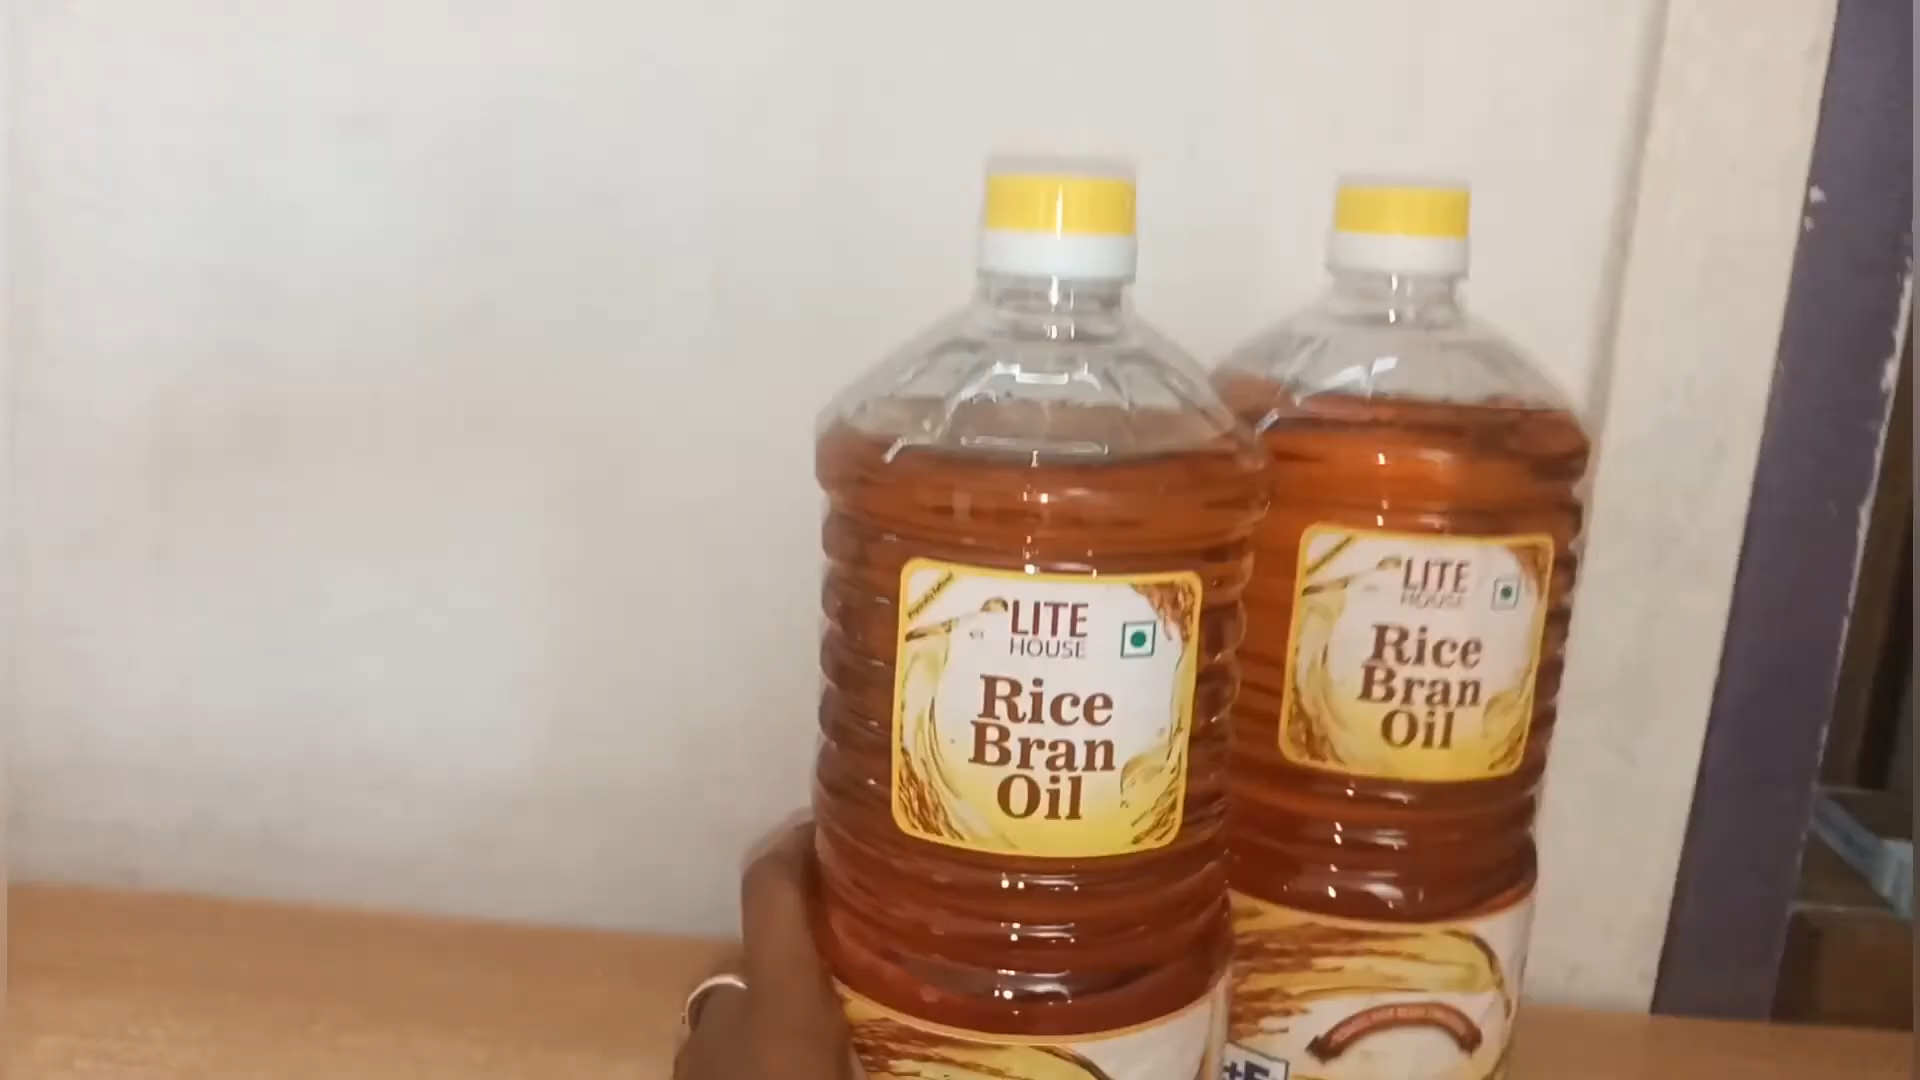 LITE
HOUSE
Rice
Bran
Oil
LITE
HOUSE
Rice
Bran
Oil
+F